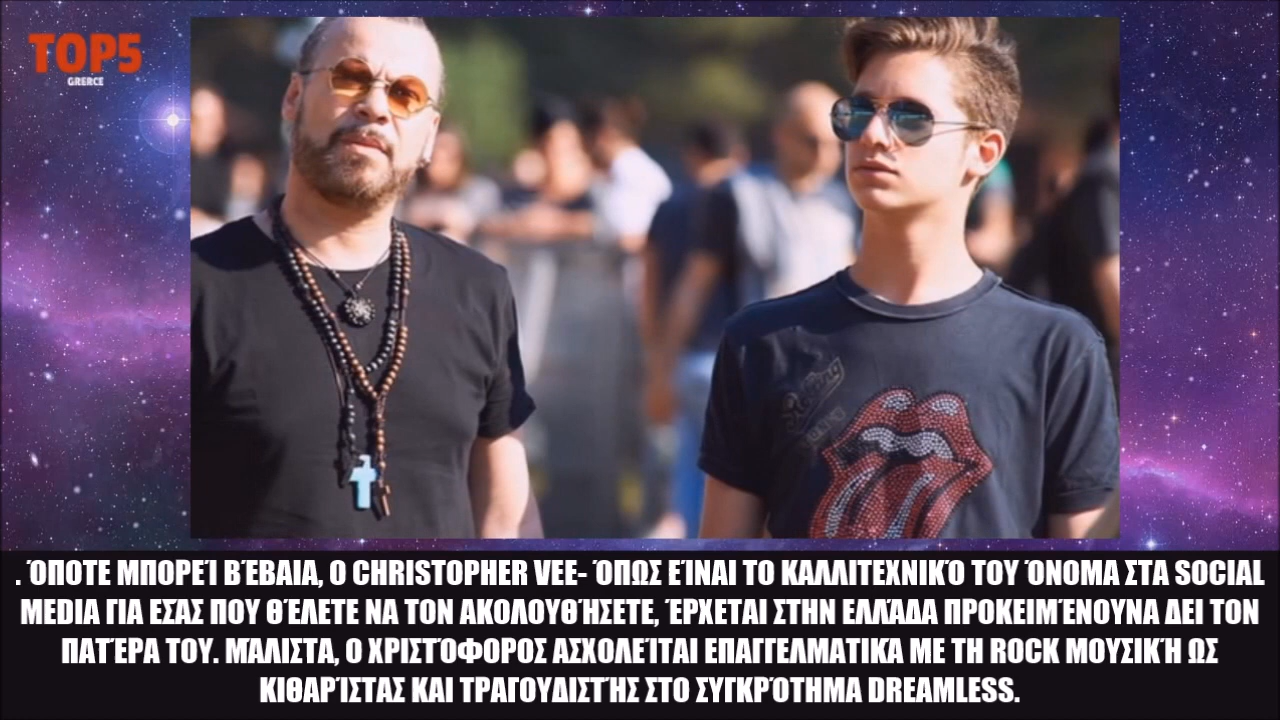 TOP5
GREECE
. ΌΠΟΤΕ ΜΠΟΡΕΊ ΒΈΒΑΙΑ, Ο CHRISTOPHER VEE- ΌΠΩΣ ΕΊΝΑΙ ΤΟ ΚΑΛΛΙΤΕΧΝΙΚΌ ΤΟΥ ΌΝΟΜΑ ΣΤΑ SOCIAL
MEDIA ΓΙΑ ΕΣΑΣ ΠΟΥ ΘΈΛΕΤΕ ΝΑ ΤΟΝ ΑΚΟΛΟΥΘΉΣΕΤΕ, ΈΡΧΕΤΑΙ ΣΤΗΝ ΕΛΛΆΔΑ ΠΡΟΚΕΙΜΈΝΟΥΝΑ ΔΕΙ ΤΟΝ
ΠΑΤΈΡΑ ΤΟΥ. ΜΆΛΙΣΤΑ, Ο ΧΡΙΣΤΌΦΟΡΟΣ ΑΣΧΟΛΕΊΤΑΙ ΕΠΑΓΓΕΛΜΑΤΙΚΆ ΜΕ ΤΗ ROCK ΜΟΥΣΙΚΉ ΩΣ
ΚΙΘΑΡΊΣΤΑΣ ΚΑΙ ΤΡΑΓΟΥΔΙΣΤΉΣ ΣΤΟ ΣΥΓΚΡΌΤΗΜΑ DREAMLESS.